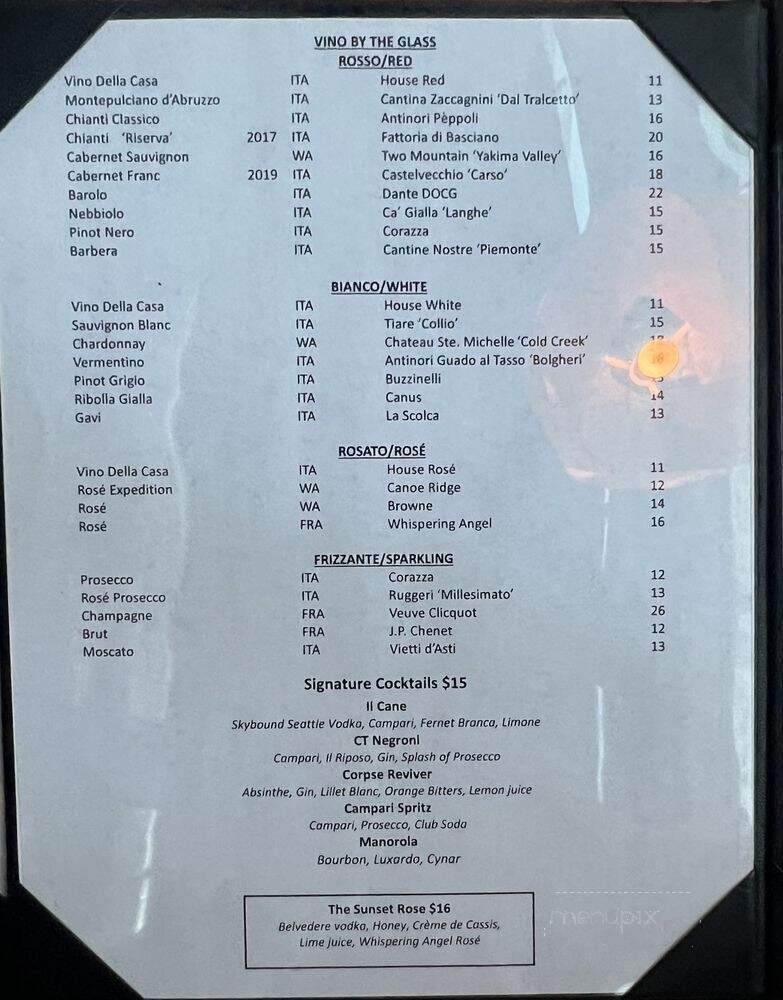 VINO BY THE GLASS
ROSSO/RED
Vino Della Casa ITA House Red 11
Montepulciano d'Abruzzo ITA Cantina Zaccagnini 'Dal Tralcetto' 13
Chianti Classico ITA Antinori Pèppoli 16
Chianti 'Riserva' 2017 ITA Fattoria di Basciano 20
Cabernet Sauvignon WA Two Mountain 'Yakima Valley' 16
Cabernet Franc 2019 ITA Castelvecchio 'Carso' 18
Barolo ITA Dante DOCG 22
Nebbiolo ITA Ca' Gialla 'Langhe' 15
Pinot Nero ITA Corazza 15
Barbera ITA Cantine Nostre 'Piemonte' 15
BIANCO/WHITE
Vino Della Casa ITA House White 11
Sauvignon Blanc ITA Tiare 'Collio' 15
Chardonnay WA Chateau Ste. Michelle 'Cold Creek'
Vermentino ITA Antinori Guado al Tasso 'Bolgheri' 18
Pinot Grigio ITA Buzzinelli
Ribolla Gialla ITA Canus 14
Gavi ITA La Scolca 13
ROSATO/ROSÉ
Vino Della Casa ITA House Rosé 11
Rosé Expedition WA Canoe Ridge 12
Rosé WA Browne 14
Rosé FRA Whispering Angel 16
FRIZZANTE/SPARKLING
Prosecco ITA Corazza 12
Rosé Prosecco ITA Ruggeri 'Millesimato' 13
Champagne FRA Veuve Clicquot 26
Brut FRA J.P. Chenet 12
Moscato ITA Vietti d'Asti 13
Signature Cocktails $15
Il Cane
Skybound Seattle Vodka, Campari, Fernet Branca, Limone
CT Negroni
Campari, Il Riposo, Gin, Splash of Prosecco
Corpse Reviver
Absinthe, Gin, Lillet Blanc, Orange Bitters, Lemon juice
Campari Spritz
Campari, Prosecco, Club Soda
Manorola
Bourbon, Luxardo, Cynar
The Sunset Rose $16
Belvedere vodka, Honey, Crème de Cassis,
Lime juice, Whispering Angel Rosé
menupix